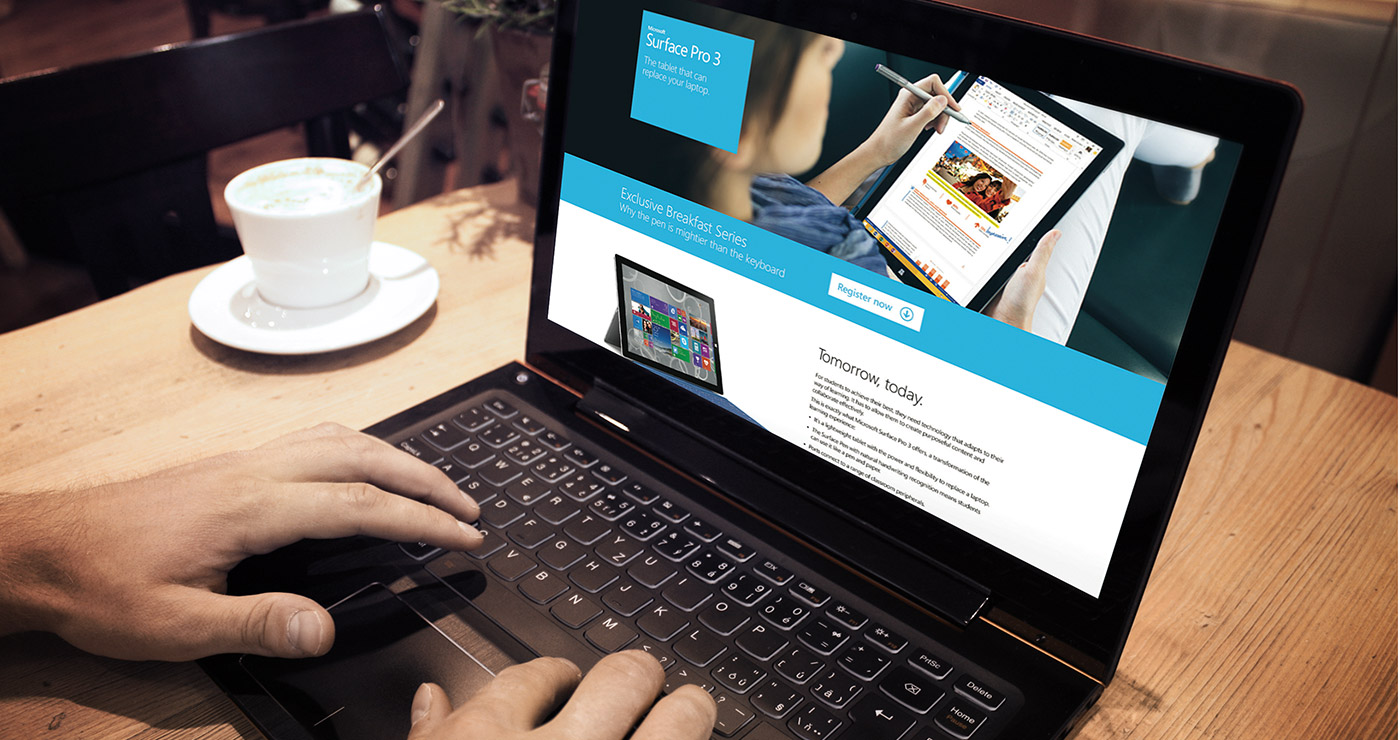 Microsoft
Surface Pro 3
The tablet that can
replace your laptop.
Exclusive Breakfast Series
Why the pen is mightier than the keyboard
Register now
Tomorrow, today.
For students to achieve their best, they need technology that adapts to their
way of learning. It has to allow them to create purposeful content and
collaborate effectively.
This is exactly what Microsoft Surface Pro 3 offers, a transformation of the
learning experience:
• It's a lightweight tablet with the power and flexibility to replace a laptop.
• The Surface Pen with natural handwriting recognition means students
can use it like a pen and paper.
• Ports connect to a range of classroom peripherals.
PrtSc
Delete
Home
E R T Z U I O P
S D F G H J K L
V B N M